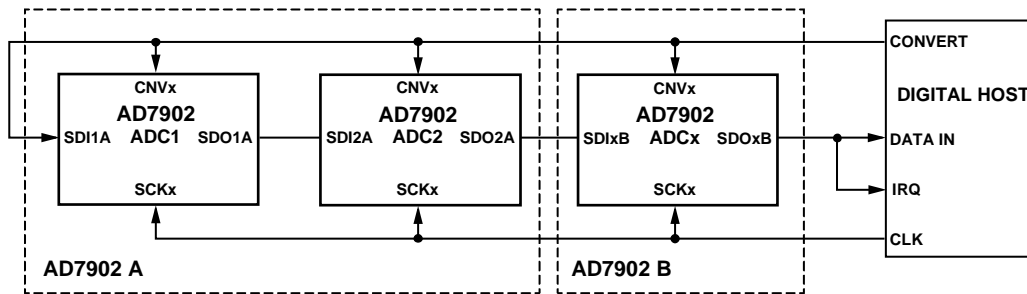 CONVERT
CNVx
CNVx
CNVx
AD7902
AD7902
AD7902
DIGITAL HOST
SDI1A ADC1 SDO1A
SDI2A ADC2 SDO2A
SDIxB ADCx SDOxB
DATA IN
SCKx
SCKx
SCKx
IRQ
CLK
AD7902 A
AD7902 B